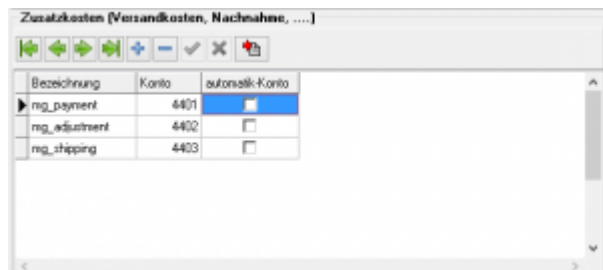 Zusatzkosten (Versandkosten, Nachnahme, ....)
Bezeichnung Konto automatik-Konto
mg_payment 4401
mg_adjustment 4402
mg_shipping 4403